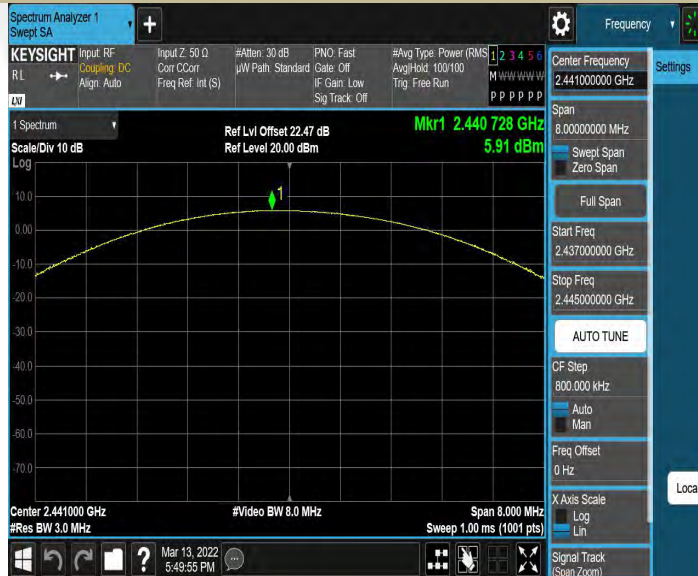 Spectrum Analyzer 1
Swept SA
Frequency
KEYSIGHT
RL
LXI
Input: RF
Coupling: DC
Align: Auto
Input Z: 50 Ω
Corr CCorr
Freq Ref: Int (S)
#Atten: 30 dB
µW Path: Standard
PNO: Fast
Gate: Off
IF Gain: Low
Sig Track: Off
#Avg Type: Power (RMS
Avg|Hold: 100/100
Trig: Free Run
1 2 3 4 5 6
M W W W W W
P P P P P P
Center Frequency
2.441000000 GHz
Settings
Span
8.00000000 MHz
Swept Span
Zero Span
Full Span
Start Freq
2.437000000 GHz
Stop Freq
2.445000000 GHz
AUTO TUNE
CF Step
800.000 kHz
Auto
Man
Freq Offset
0 Hz
X Axis Scale
Log
Lin
Signal Track
(Span Zoom)
Loca
1 Spectrum
Scale/Div 10 dB
Ref Lvl Offset 22.47 dB
Ref Level 20.00 dBm
Mkr1 2.440 728 GHz
5.91 dBm
Log
1
10.0
0.00
-10.0
-20.0
-30.0
-40.0
-50.0
-60.0
-70.0
Center 2.441000 GHz
#Res BW 3.0 MHz
#Video BW 8.0 MHz
Span 8.000 MHz
Sweep 1.00 ms (1001 pts)
?
Mar 13, 2022
5:49:55 PM